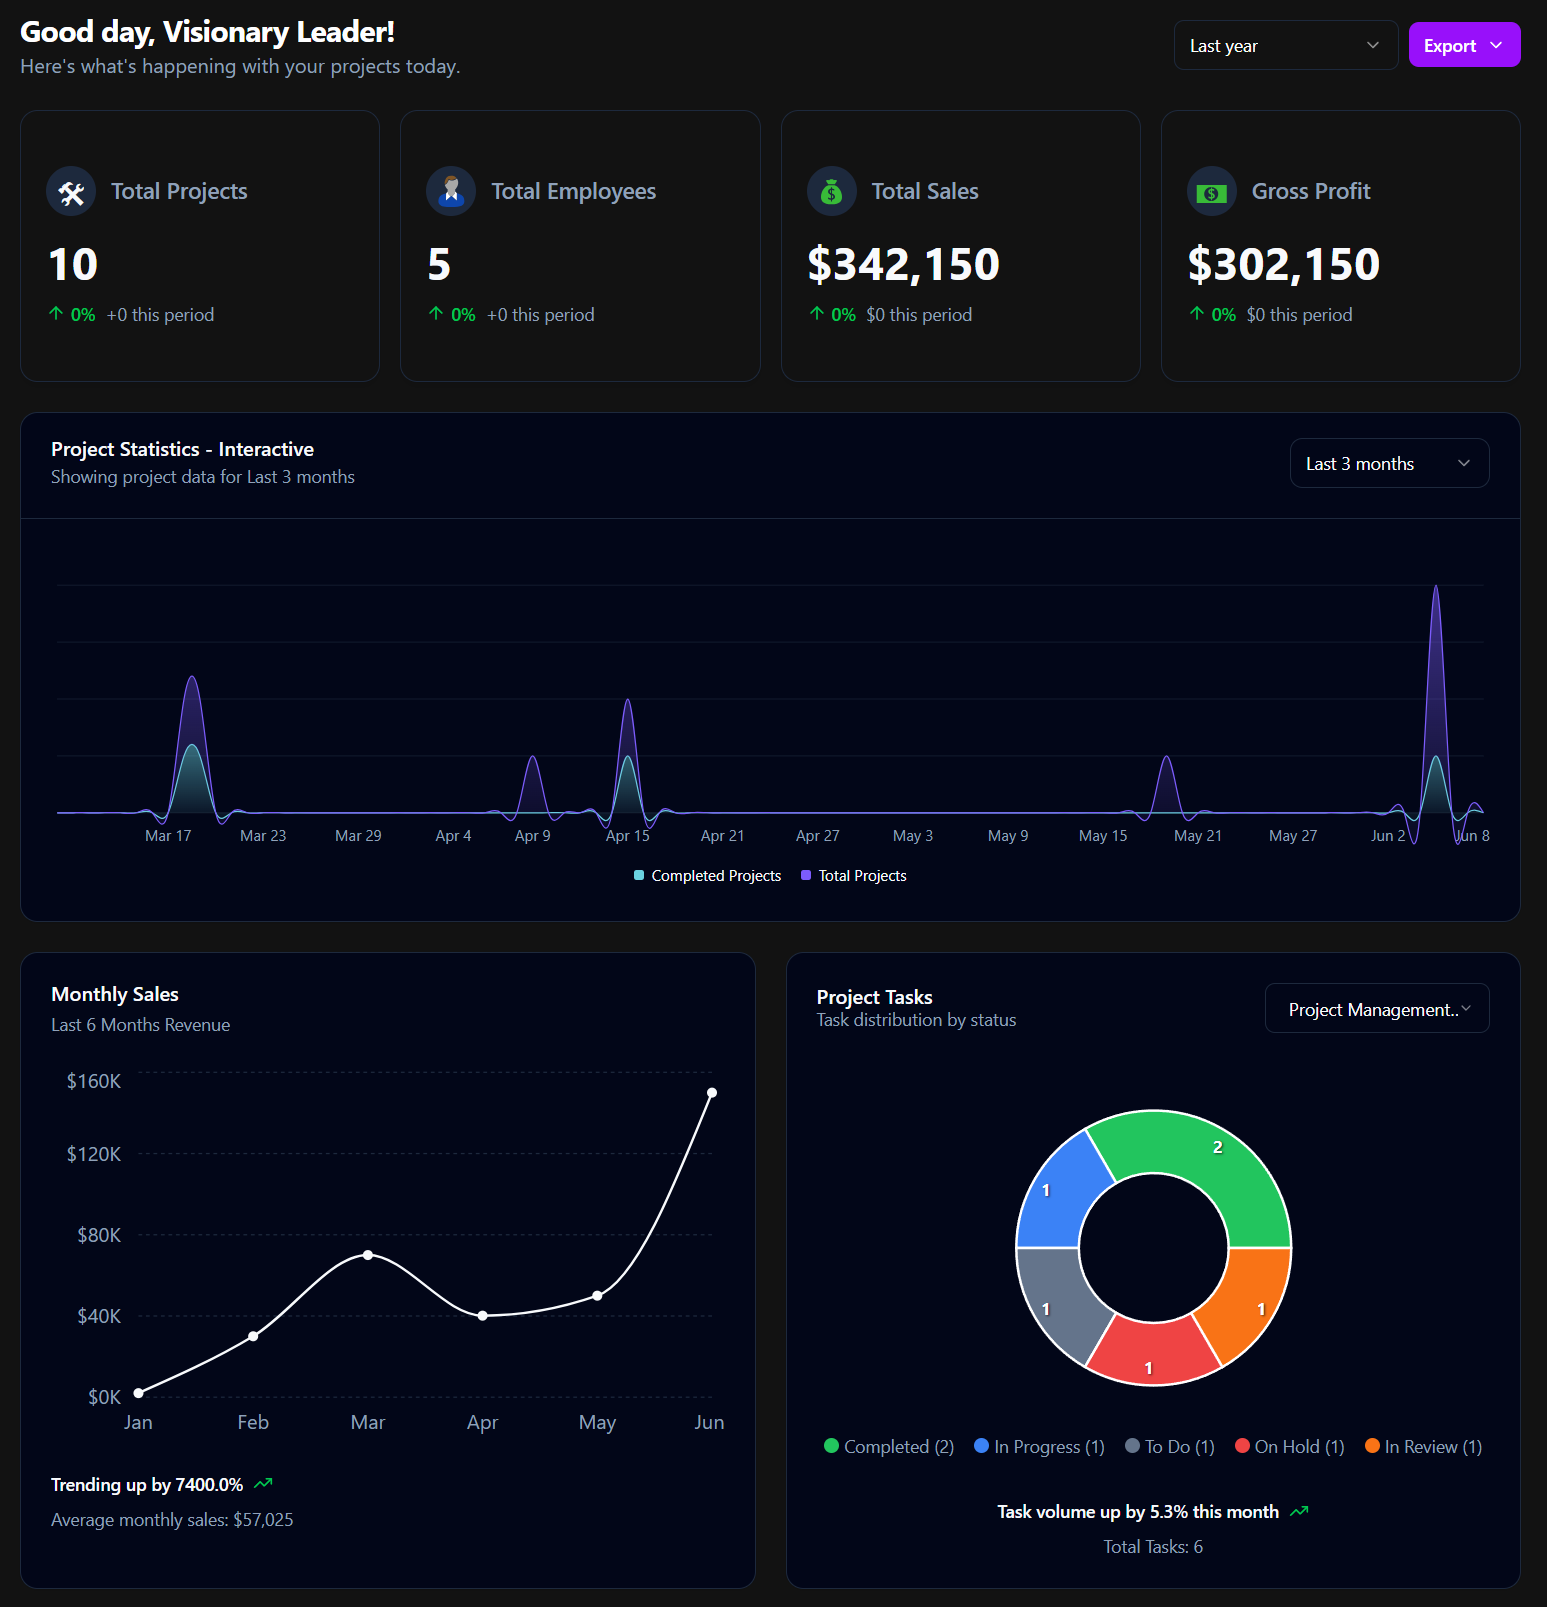 Good day, Visionary Leader!
Here's what's happening with your projects today.
Last year
Export
Total Projects
10
0% +0 this period
Total Employees
5
0% +0 this period
Total Sales
$342,150
0% $0 this period
Gross Profit
$302,150
0% $0 this period
Project Statistics - Interactive
Showing project data for Last 3 months
Last 3 months
Mar 17 Mar 23 Mar 29 Apr 4 Apr 9 Apr 15 Apr 21 Apr 27 May 3 May 9 May 15 May 21 May 27 Jun 2 Jun 8
Completed Projects Total Projects
Monthly Sales
Last 6 Months Revenue
$160K
$120K
$80K
$40K
$0K
Jan Feb Mar Apr May Jun
Trending up by 7400.0%
Average monthly sales: $57,025
Project Tasks
Task distribution by status
Project Management..
2
1
1
1
1
Completed (2) In Progress (1) To Do (1) On Hold (1) In Review (1)
Task volume up by 5.3% this month
Total Tasks: 6